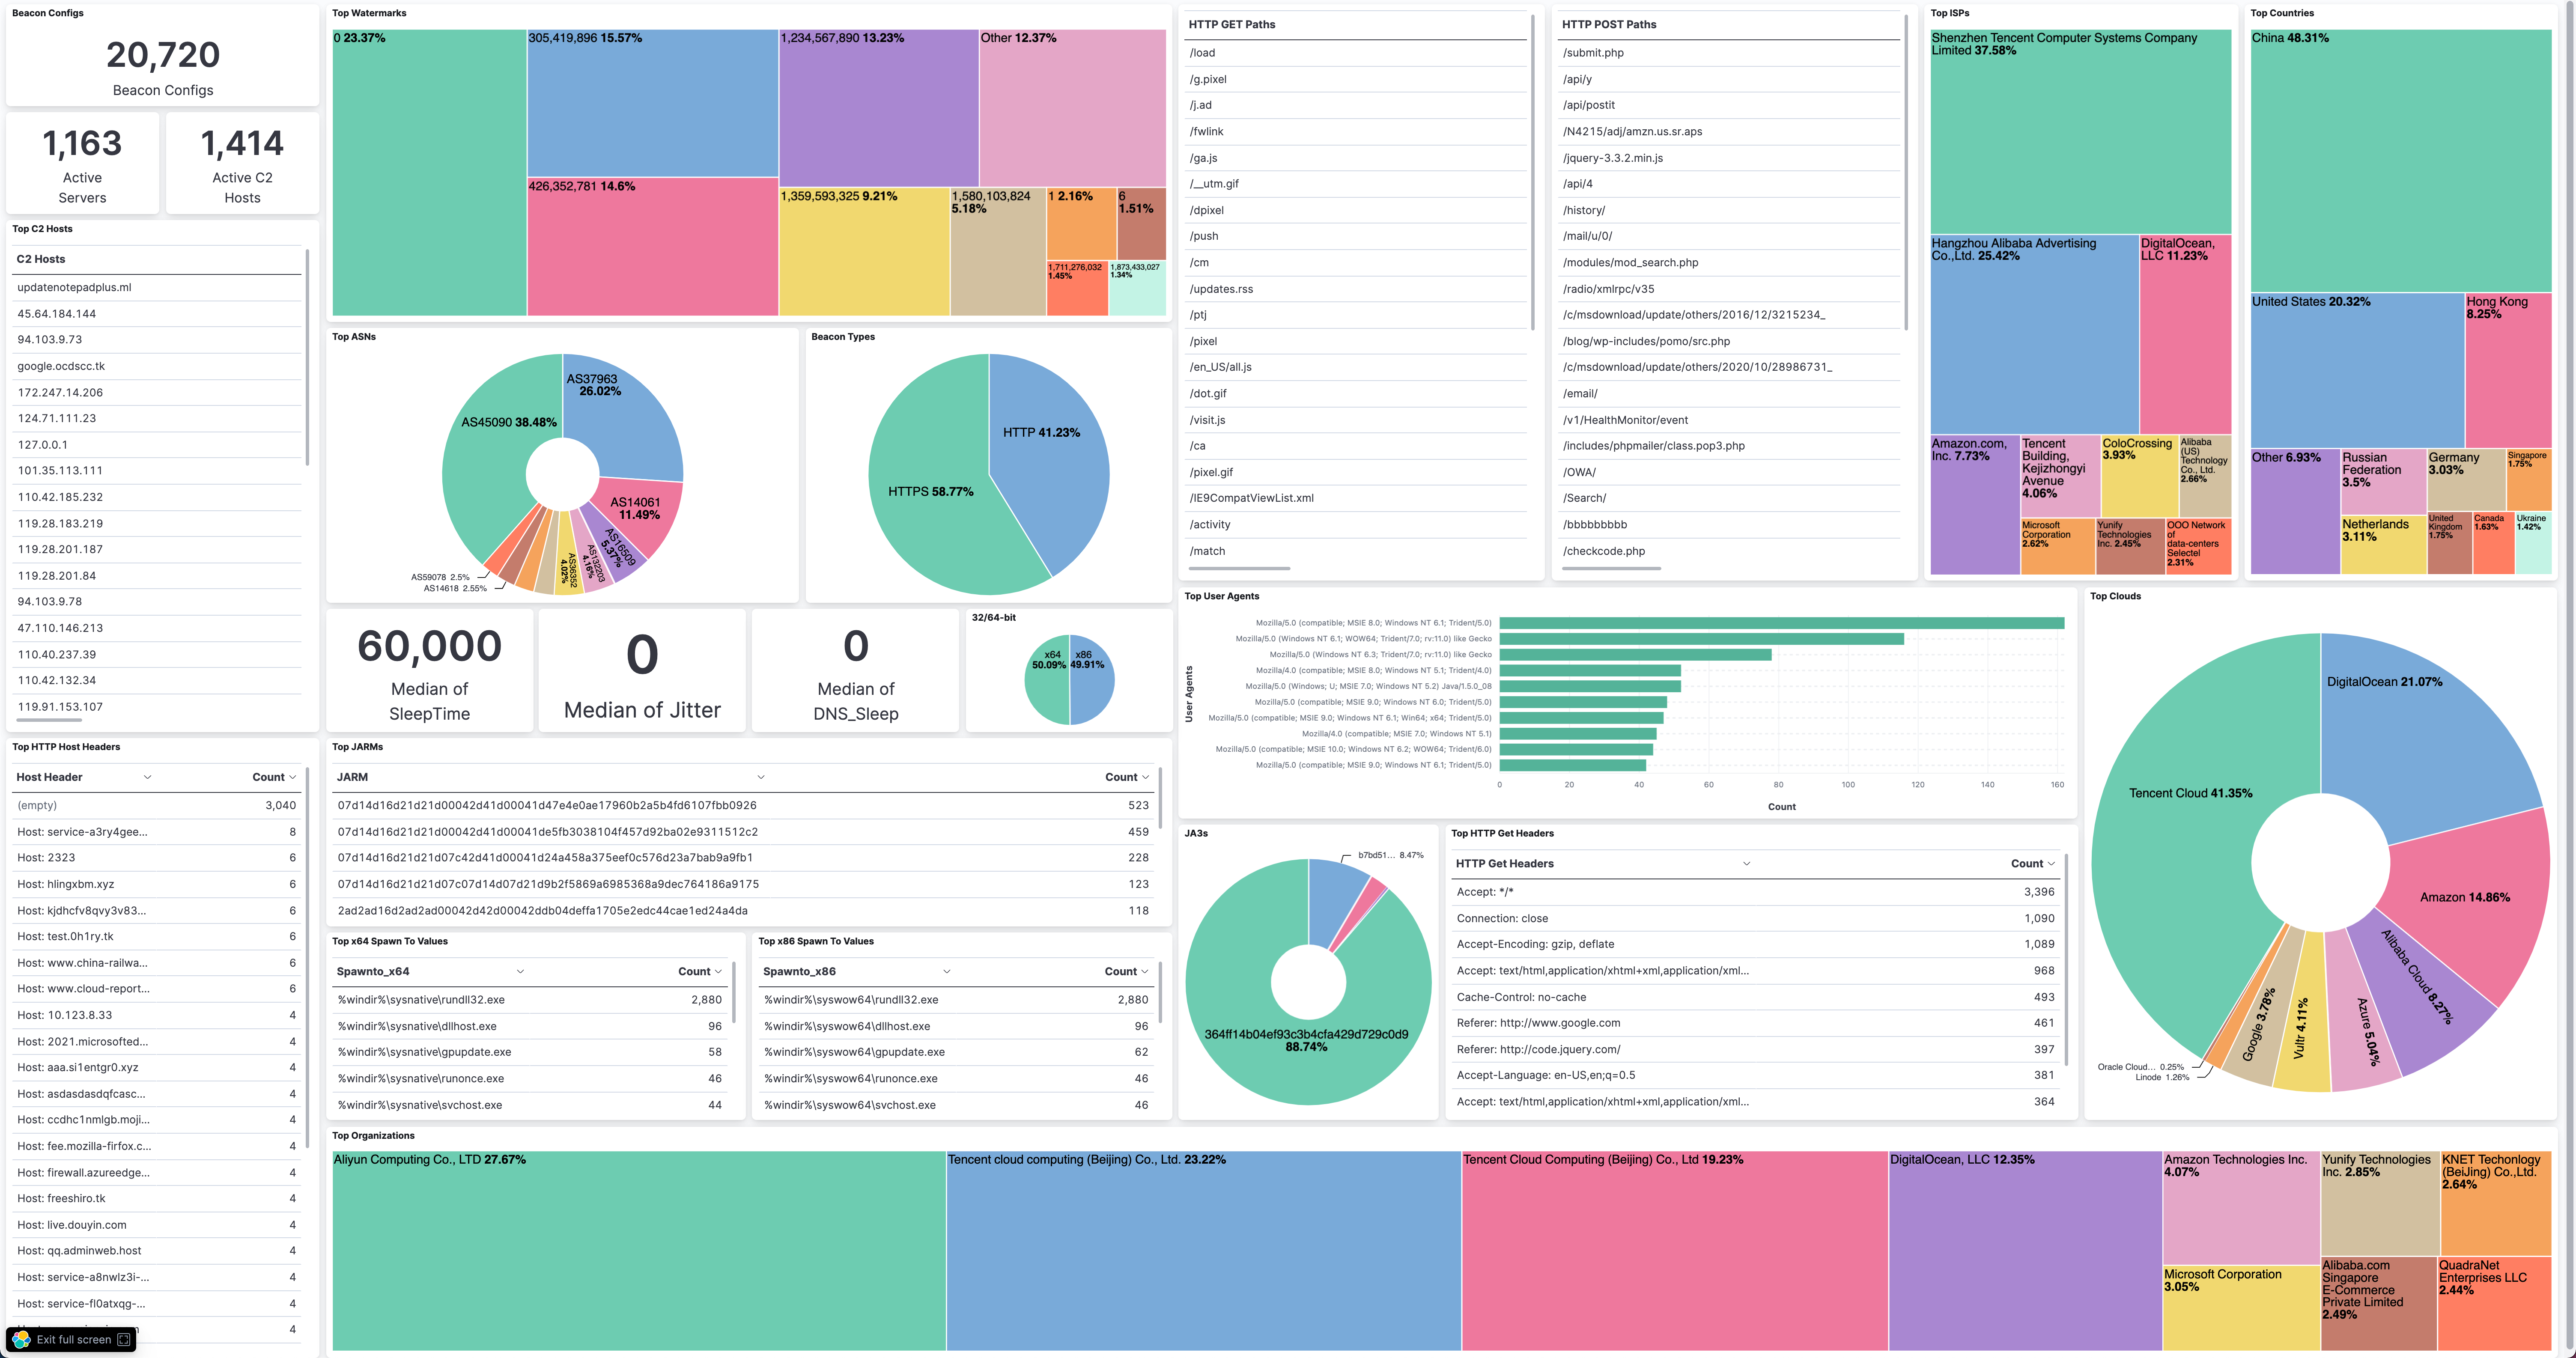 Beacon Configs
20,720
Beacon Configs
1,163
Active
Servers
1,414
Active C2
Hosts
Top C2 Hosts
C2 Hosts
updatenotepadplus.ml
45.64.184.144
94.103.9.73
google.ocdscc.tk
172.247.14.206
124.71.111.23
127.0.0.1
101.35.113.111
110.42.185.232
119.28.183.219
119.28.201.187
119.28.201.84
94.103.9.78
47.110.146.213
110.40.237.39
110.42.132.34
119.91.153.107
Top HTTP Host Headers
Host Header Count
(empty) 3,040
Host: service-a3ry4gee... 8
Host: 2323 6
Host: hlingxbm.xyz 6
Host: kjdhcfv8qvy3v83... 6
Host: test.0h1ry.tk 6
Host: www.china-railwa... 6
Host: www.cloud-report... 6
Host: 10.123.8.33 4
Host: 2021.microsofted... 4
Host: aaa.si1entgr0.xyz 4
Host: asdasdasdqfcasc... 4
Host: ccdhc1nmlgb.moji... 4
Host: fee.mozilla-firfox.c... 4
Host: firewall.azureedge... 4
Host: freeshiro.tk 4
Host: live.douyin.com 4
Host: qq.adminweb.host 4
Host: service-a8nwlz3i-... 4
Host: service-fl0atxqg-... 4
4
Exit full screen
Top Watermarks
0 23.37%
305,419,896 15.57%
1,234,567,890 13.23%
Other 12.37%
426,352,781 14.6%
1,359,593,325 9.21%
1,580,103,824
5.18%
1 2.16%
6
1.51%
1,711,276,032
1.45%
1,873,433,027
1.34%
Top ASNs
AS37963
26.02%
AS45090 38.48%
AS14061
11.49%
AS16509
5.37%
AS132203
4.16%
AS36352
4.02%
AS59078 2.5%
AS14618 2.55%
Beacon Types
HTTP 41.23%
HTTPS 58.77%
60,000
Median of
SleepTime
0
Median of Jitter
0
Median of
DNS_Sleep
32/64-bit
x64
50.09%
x86
49.91%
Top JARMs
JARM Count
07d14d16d21d21d00042d41d00041d47e4e0ae17960b2a5b4fd6107fbb0926 523
07d14d16d21d21d00042d41d00041de5fb3038104f457d92ba02e9311512c2 459
07d14d16d21d21d07c42d41d00041d24a458a375eef0c576d23a7bab9a9fb1 228
07d14d16d21d21d07c07d14d07d21d9b2f5869a6985368a9dec764186a9175 123
2ad2ad16d2ad2ad00042d42d00042ddb04deffa1705e2edc44cae1ed24a4da 118
Top x64 Spawn To Values
Spawnto_x64 Count
%windir%\sysnative\rundll32.exe 2,880
%windir%\sysnative\dllhost.exe 96
%windir%\sysnative\gpupdate.exe 58
%windir%\sysnative\runonce.exe 46
%windir%\sysnative\svchost.exe 44
Top x86 Spawn To Values
Spawnto_x86 Count
%windir%\syswow64\rundll32.exe 2,880
%windir%\syswow64\dllhost.exe 96
%windir%\syswow64\gpupdate.exe 62
%windir%\syswow64\runonce.exe 46
%windir%\syswow64\svchost.exe 46
HTTP GET Paths
/load
/g.pixel
/j.ad
/fwlink
/ga.js
/__utm.gif
/dpixel
/push
/cm
/updates.rss
/ptj
/pixel
/en_US/all.js
/dot.gif
/visit.js
/ca
/pixel.gif
/IE9CompatViewList.xml
/activity
/match
HTTP POST Paths
/submit.php
/api/y
/api/postit
/N4215/adj/amzn.us.sr.aps
/jquery-3.3.2.min.js
/api/4
/history/
/mail/u/0/
/modules/mod_search.php
/radio/xmlrpc/v35
/c/msdownload/update/others/2016/12/3215234_
/blog/wp-includes/pomo/src.php
/c/msdownload/update/others/2020/10/28986731_
/email/
/v1/HealthMonitor/event
/includes/phpmailer/class.pop3.php
/OWA/
/Search/
/bbbbbbbbb
/checkcode.php
Top ISPs
Shenzhen Tencent Computer Systems Company
Limited 37.58%
Hangzhou Alibaba Advertising
Co.,Ltd. 25.42%
DigitalOcean,
LLC 11.23%
Amazon.com,
Inc. 7.73%
Tencent
Building,
Kejizhongyi
Avenue
4.06%
ColoCrossing
3.93%
Alibaba
(US)
Technology
Co., Ltd.
2.66%
Microsoft
Corporation
2.62%
Yunify
Technologies
Inc. 2.45%
OOO Network
of
data-centers
Selectel
2.31%
Top Countries
China 48.31%
United States 20.32%
Hong Kong
8.25%
Other 6.93%
Russian
Federation
3.5%
Germany
3.03%
Singapore
1.75%
Netherlands
3.11%
United
Kingdom
1.75%
Canada
1.63%
Ukraine
1.42%
Top User Agents
User Agents
Mozilla/5.0 (compatible; MSIE 8.0; Windows NT 6.1; Trident/5.0)
Mozilla/5.0 (Windows NT 6.1; WOW64; Trident/7.0; rv:11.0) like Gecko
Mozilla/5.0 (Windows NT 6.3; Trident/7.0; rv:11.0) like Gecko
Mozilla/4.0 (compatible; MSIE 8.0; Windows NT 5.1; Trident/4.0)
Mozilla/5.0 (Windows; U; MSIE 7.0; Windows NT 5.2) Java/1.5.0_08
Mozilla/5.0 (compatible; MSIE 9.0; Windows NT 6.0; Trident/5.0)
Mozilla/5.0 (compatible; MSIE 9.0; Windows NT 6.1; Win64; x64; Trident/5.0)
Mozilla/4.0 (compatible; MSIE 7.0; Windows NT 5.1)
Mozilla/5.0 (compatible; MSIE 10.0; Windows NT 6.2; WOW64; Trident/6.0)
Mozilla/5.0 (compatible; MSIE 9.0; Windows NT 6.1; Trident/5.0)
0 20 40 60 80 100 120 140 160
Count
JA3s
b7bd51... 8.47%
364ff14b04ef93c3b4cfa429d729c0d9
88.74%
Top HTTP Get Headers
HTTP Get Headers Count
Accept: */* 3,396
Connection: close 1,090
Accept-Encoding: gzip, deflate 1,089
Accept: text/html,application/xhtml+xml,application/xml... 968
Cache-Control: no-cache 493
Referer: http://www.google.com 461
Referer: http://code.jquery.com/ 397
Accept-Language: en-US,en;q=0.5 381
Accept: text/html,application/xhtml+xml,application/xml... 364
Top Clouds
DigitalOcean 21.07%
Tencent Cloud 41.35%
Amazon 14.86%
Alibaba Cloud 8.27%
Azure 5.04%
Vultr 4.11%
Google 3.78%
Oracle Cloud... 0.25%
Linode 1.26%
Top Organizations
Aliyun Computing Co., LTD 27.67%
Tencent cloud computing (Beijing) Co., Ltd. 23.22%
Tencent Cloud Computing (Beijing) Co., Ltd 19.23%
DigitalOcean, LLC 12.35%
Amazon Technologies Inc.
4.07%
Microsoft Corporation
3.05%
Yunify Technologies
Inc. 2.85%
KNET Techonlogy
(BeiJing) Co.,Ltd.
2.64%
Alibaba.com
Singapore
E-Commerce
Private Limited
2.49%
QuadraNet
Enterprises LLC
2.44%